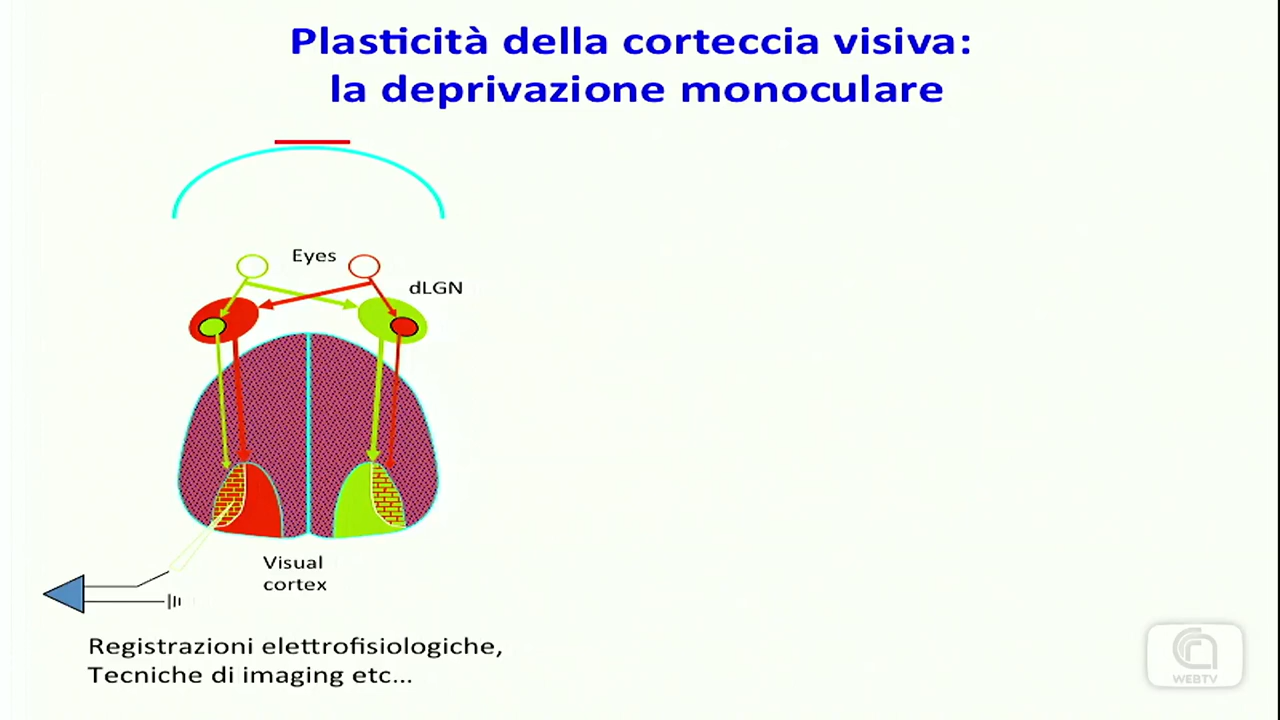 Plasticità della corteccia visiva:
la deprivazione monoculare
Eyes
dLGN
Visual
cortex
Registrazioni elettrofisiologiche,
Tecniche di imaging etc...
WEBTV